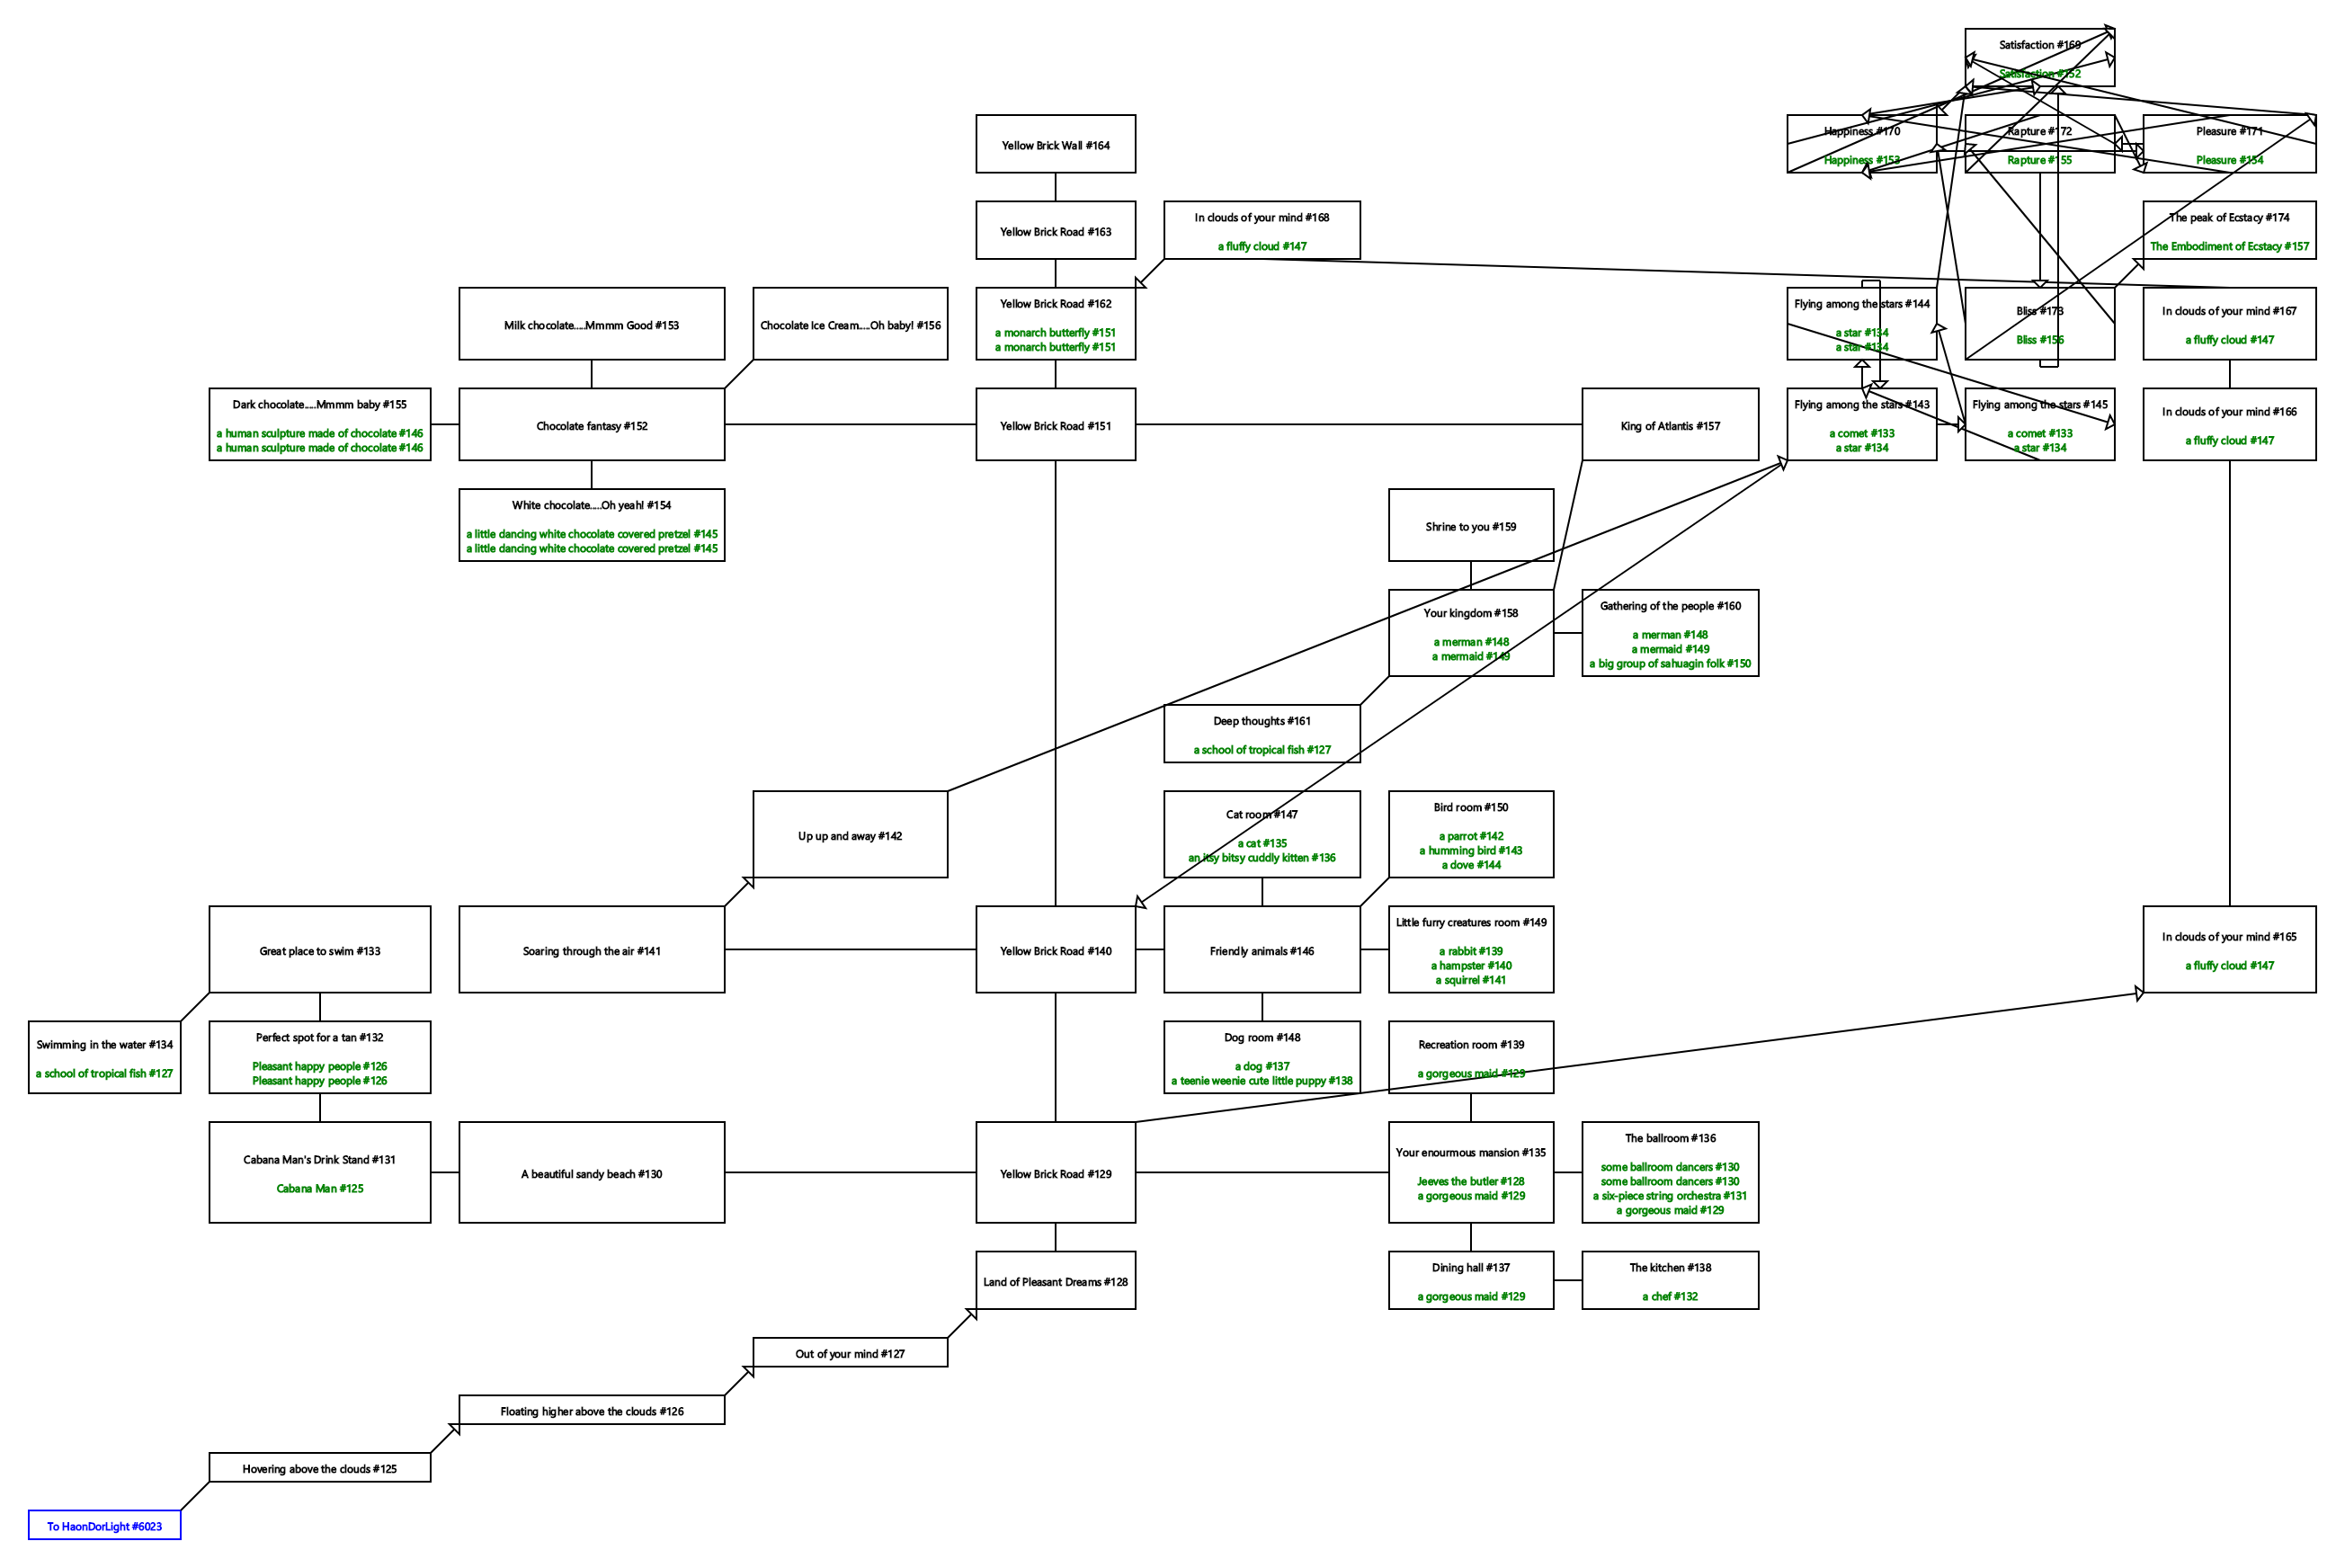 Satisfaction #169
Satisfaction #152
Yellow Brick Wall #164
Happiness #170
Happiness #153
Rapture #172
Rapture #155
Pleasure #171
Pleasure #154
Yellow Brick Road #163
In clouds of your mind #168
a fluffy cloud #147
The peak of Ecstacy #174
The Embodiment of Ecstacy #157
Milk chocolate.....Mmmm Good #153
Chocolate Ice Cream.....Oh baby! #156
Yellow Brick Road #162
a monarch butterfly #151
a monarch butterfly #151
Flying among the stars #144
a star #134
a star #134
Bliss #173
Bliss #156
In clouds of your mind #167
a fluffy cloud #147
Dark chocolate.....Mmmm baby #155
a human sculpture made of chocolate #146
a human sculpture made of chocolate #146
Chocolate fantasy #152
Yellow Brick Road #151
King of Atlantis #157
Flying among the stars #143
a comet #133
a star #134
Flying among the stars #145
a comet #133
a star #134
In clouds of your mind #166
a fluffy cloud #147
White chocolate.....Oh yeah! #154
a little dancing white chocolate covered pretzel #145
a little dancing white chocolate covered pretzel #145
Shrine to you #159
Your kingdom #158
a merman #148
a mermaid #149
Gathering of the people #160
a merman #148
a mermaid #149
a big group of sahuagin folk #150
Deep thoughts #161
a school of tropical fish #127
Up up and away #142
Cat room #147
a cat #135
an itsy bitsy cuddly kitten #136
Bird room #150
a parrot #142
a humming bird #143
a dove #144
Great place to swim #133
Soaring through the air #141
Yellow Brick Road #140
Friendly animals #146
Little furry creatures room #149
a rabbit #139
a hampster #140
a squirrel #141
In clouds of your mind #165
a fluffy cloud #147
Swimming in the water #134
a school of tropical fish #127
Perfect spot for a tan #132
Pleasant happy people #126
Pleasant happy people #126
Dog room #148
a dog #137
a teenie weenie cute little puppy #138
Recreation room #139
a gorgeous maid #129
Cabana Man's Drink Stand #131
Cabana Man #125
A beautiful sandy beach #130
Yellow Brick Road #129
Your enourmous mansion #135
Jeeves the butler #128
a gorgeous maid #129
The ballroom #136
some ballroom dancers #130
some ballroom dancers #130
a six-piece string orchestra #131
a gorgeous maid #129
Land of Pleasant Dreams #128
Dining hall #137
a gorgeous maid #129
The kitchen #138
a chef #132
Out of your mind #127
Floating higher above the clouds #126
Hovering above the clouds #125
To HaonDorLight #6023